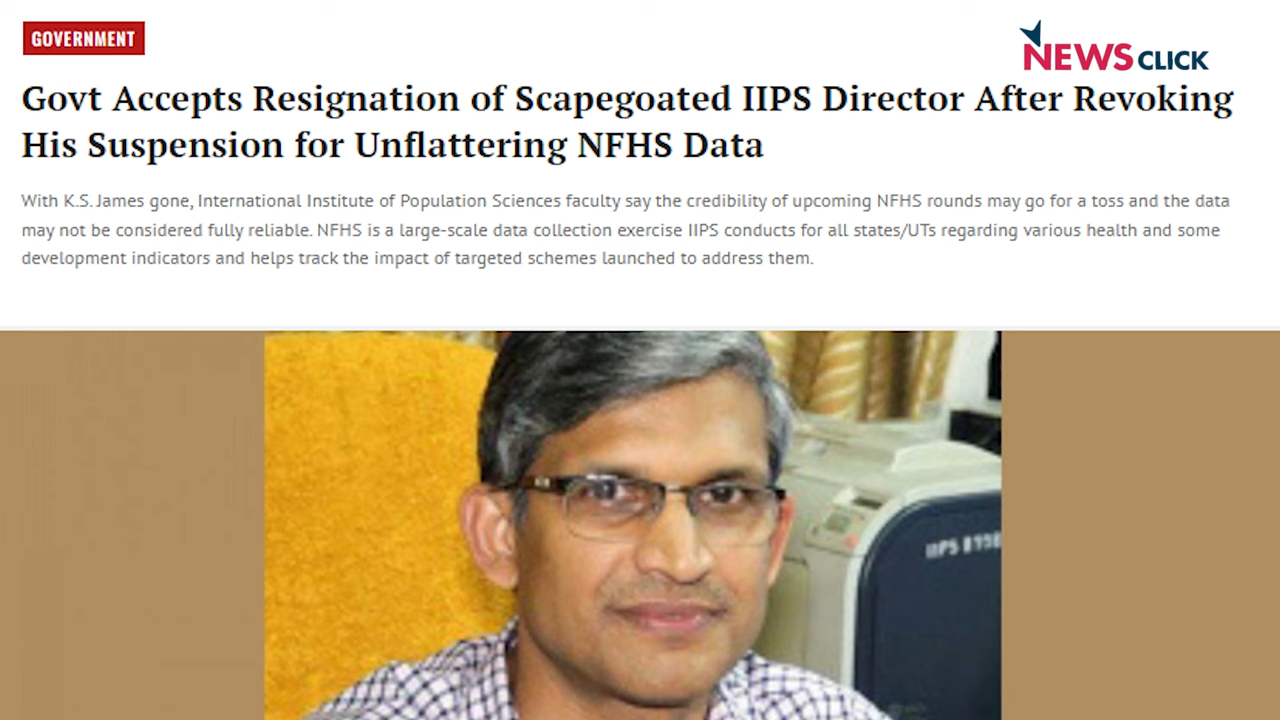 GOVERNMENT
NEWS CLICK
Govt Accepts Resignation of Scapegoated IIPS Director After Revoking
His Suspension for Unflattering NFHS Data
With K.S. James gone, International Institute of Population Sciences faculty say the credibility of upcoming NFHS rounds may go for a toss and the data
may not be considered fully reliable. NFHS is a large-scale data collection exercise IIPS conducts for all states/UTs regarding various health and some
development indicators and helps track the impact of targeted schemes launched to address them.
IIPS